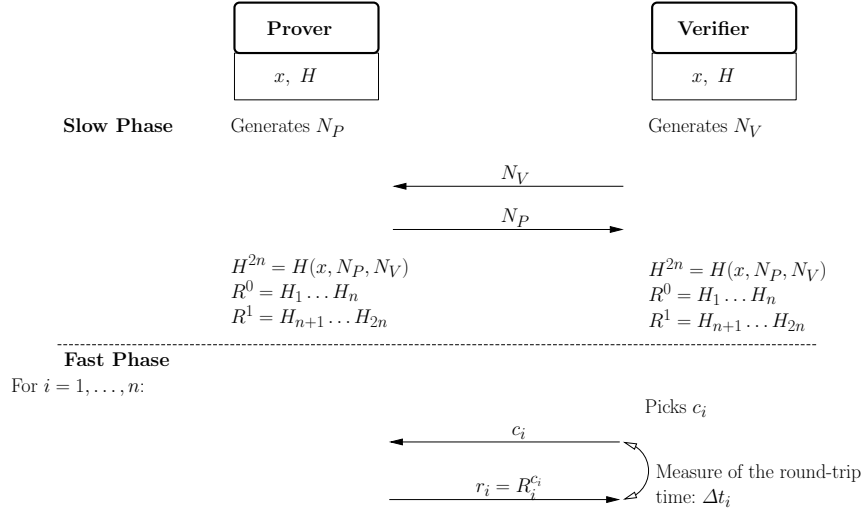 Prover Verifier
x, H x, H
Slow Phase Generates N_P Generates N_V
N_V
N_P
H^{2n} = H(x, N_P, N_V) H^{2n} = H(x, N_P, N_V)
R^0 = H_1 … H_n R^0 = H_1 … H_n
R^1 = H_{n+1} … H_{2n} R^1 = H_{n+1} … H_{2n}
Fast Phase
For i = 1, …, n:
Picks c_i
c_i
Measure of the round-trip
r_i = R_i^{c_i} time: Δt_i